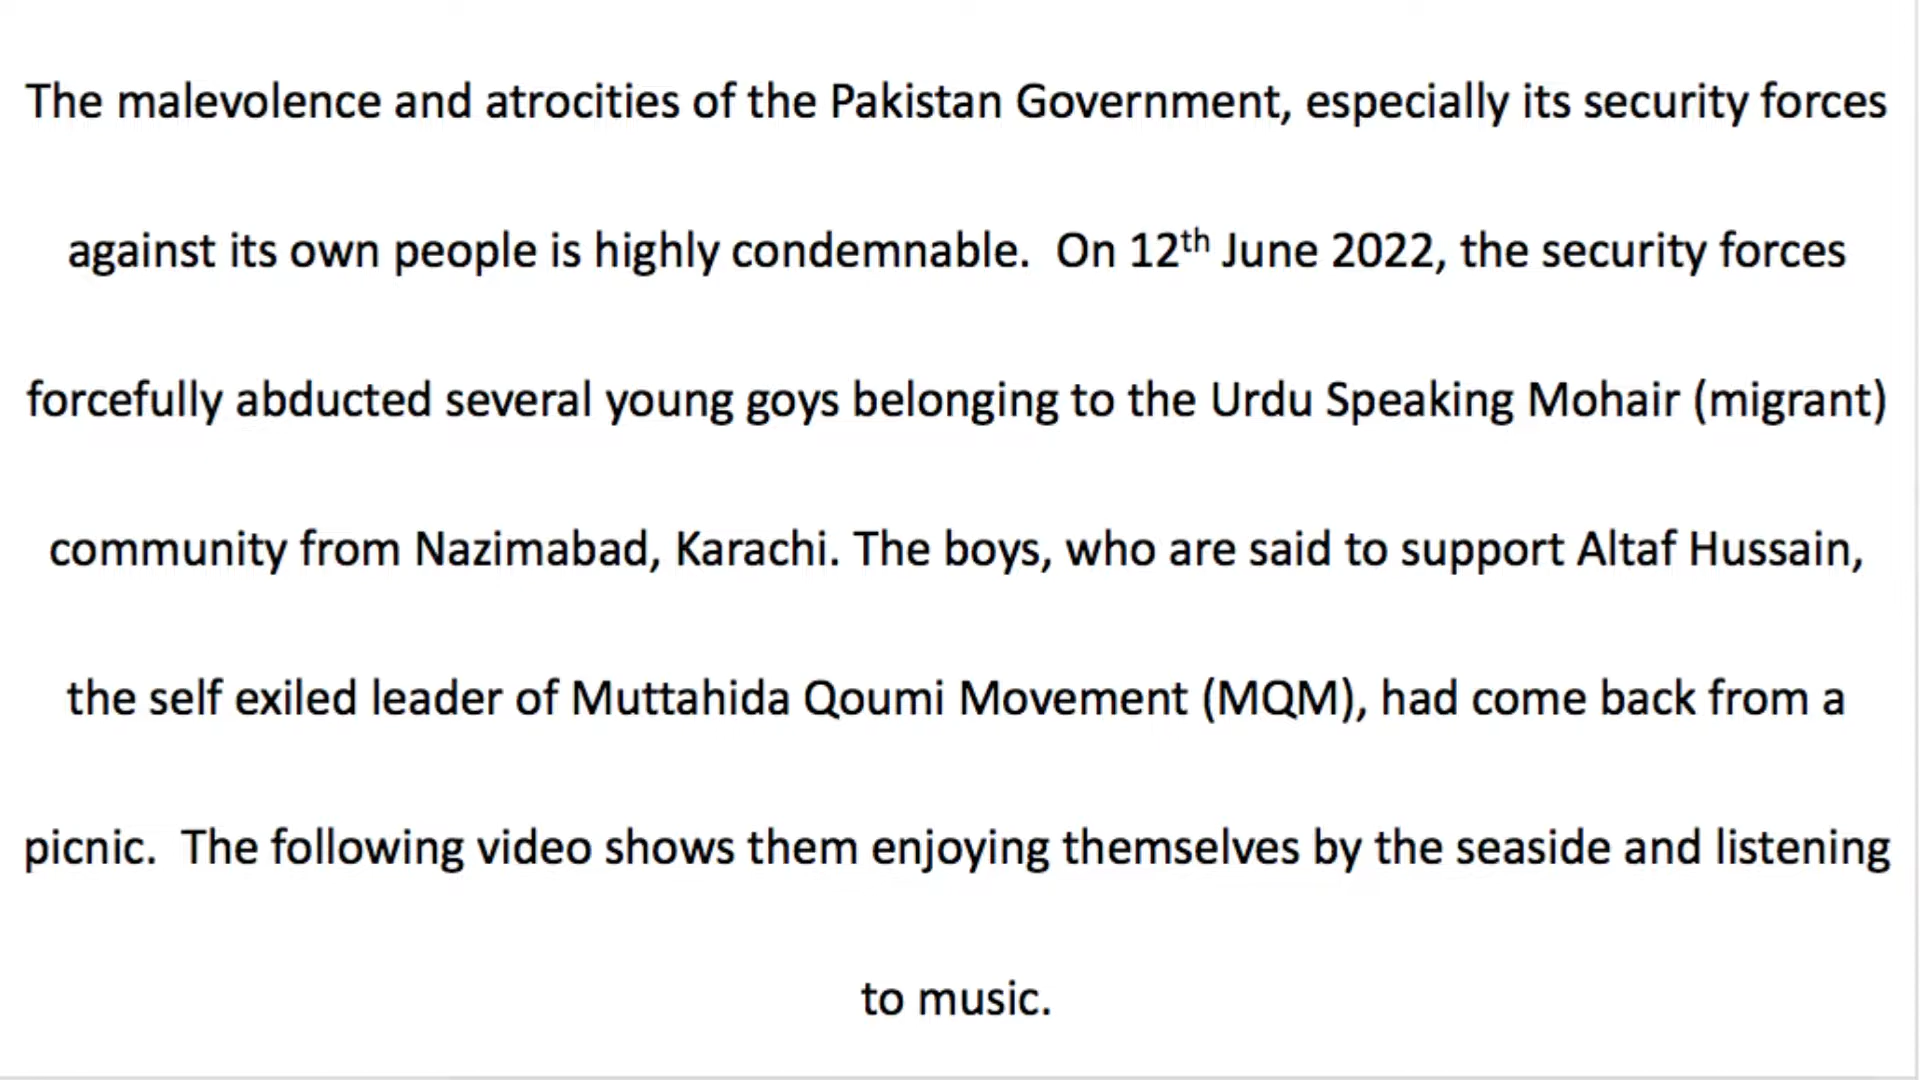 The malevolence and atrocities of the Pakistan Government, especially its security forces
against its own people is highly condemnable.  On 12th June 2022, the security forces
forcefully abducted several young goys belonging to the Urdu Speaking Mohair (migrant)
community from Nazimabad, Karachi. The boys, who are said to support Altaf Hussain,
the self exiled leader of Muttahida Qoumi Movement (MQM), had come back from a
picnic.  The following video shows them enjoying themselves by the seaside and listening
to music.